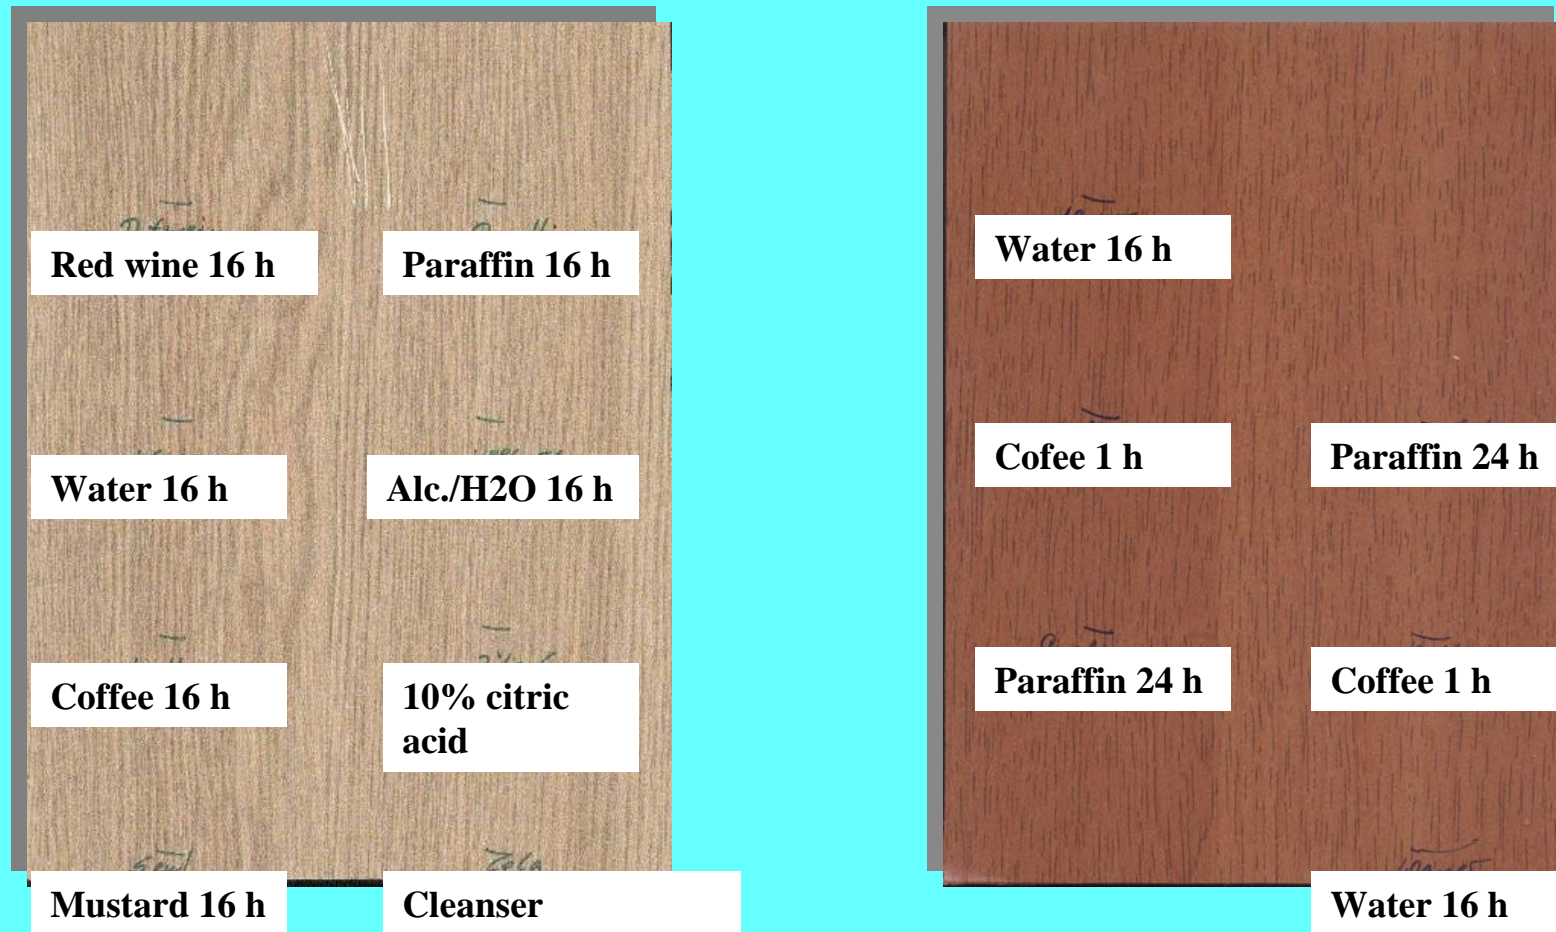 Red wine 16 h
Paraffin 16 h
Water 16 h
Alc./H2O 16 h
Coffee 16 h
10% citric
acid
Mustard 16 h
Cleanser
Water 16 h
Cofee 1 h
Paraffin 24 h
Paraffin 24 h
Coffee 1 h
Water 16 h